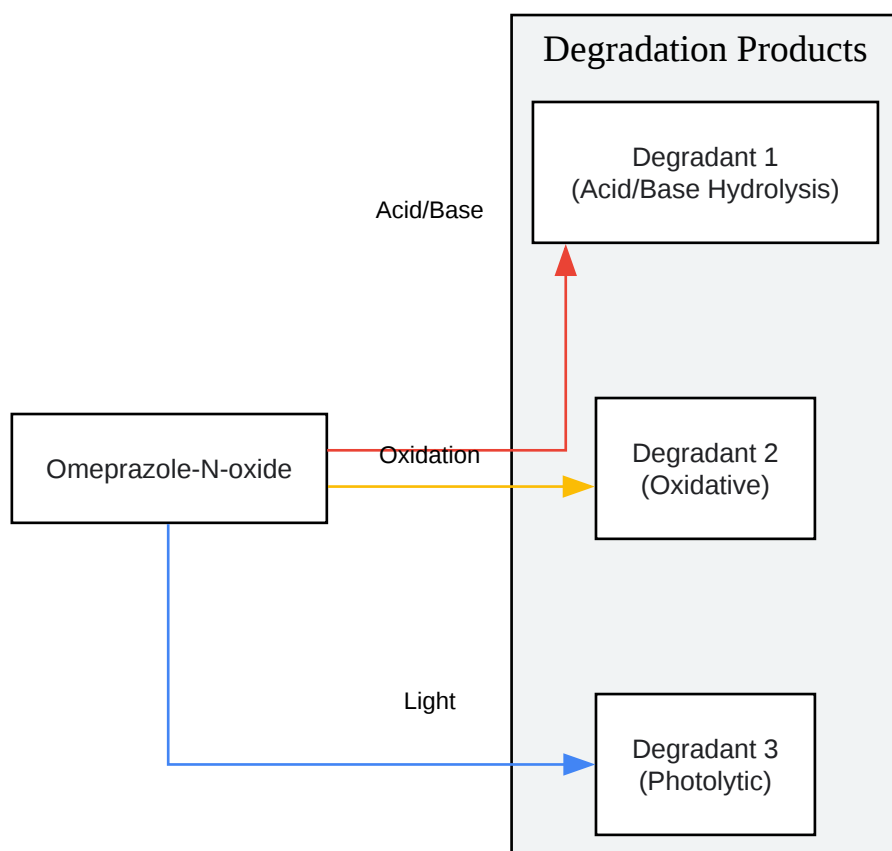 Degradation Products
Degradant 1
(Acid/Base Hydrolysis)
Acid/Base
Omeprazole-N-oxide
Oxidation
Degradant 2
(Oxidative)
Light
Degradant 3
(Photolytic)